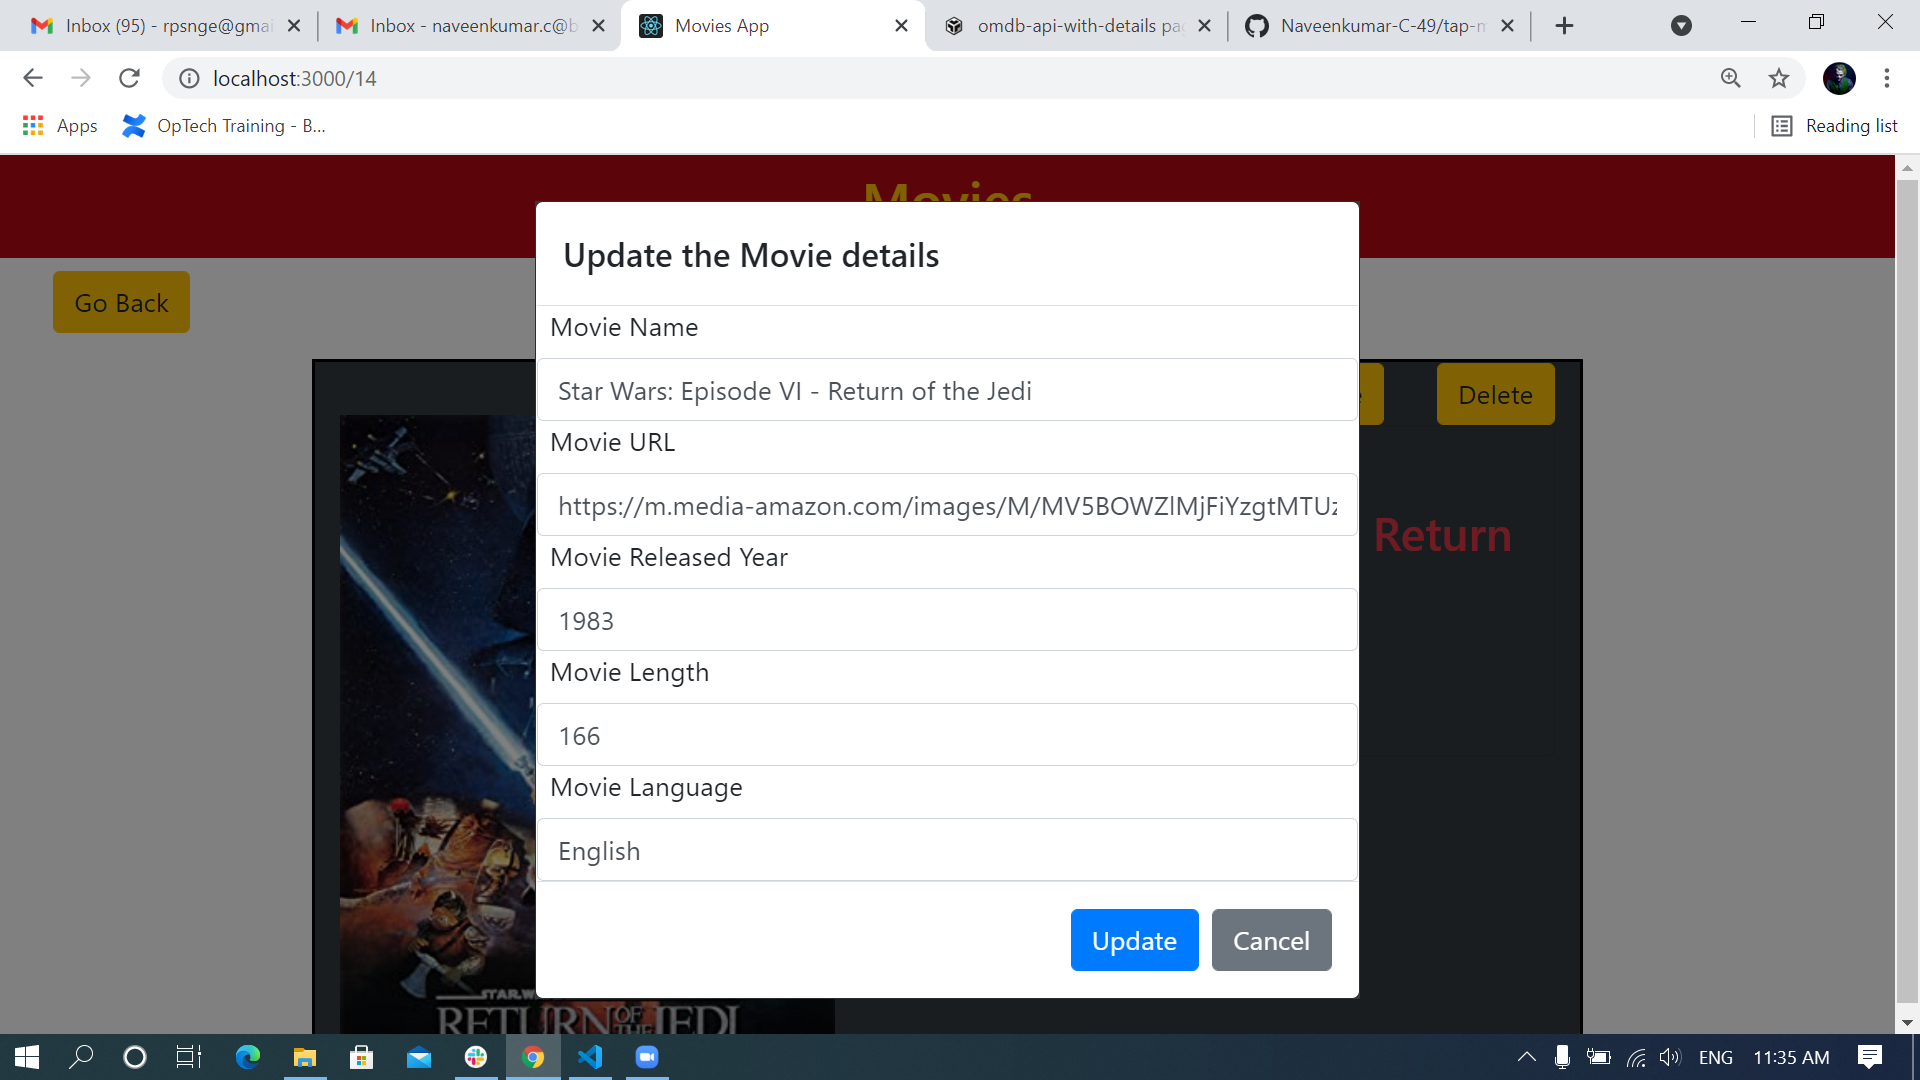 Inbox (95) - rpsnge@gmai
Inbox - naveenkumar.c@b
Movies App
omdb-api-with-details pa
Naveenkumar-C-49/tap-m
localhost:3000/14
Apps
OpTech Training - B...
Reading list
Movies
Update the Movie details
Go Back
Movie Name
Star Wars: Episode VI - Return of the Jedi
Delete
Movie URL
https://m.media-amazon.com/images/M/MV5BOWZlMjFiYzgtMTUz
Return
Movie Released Year
1983
Movie Length
166
Movie Language
English
Update Cancel
STAR W
RETURN OF THE JEDI
ENG 11:35 AM